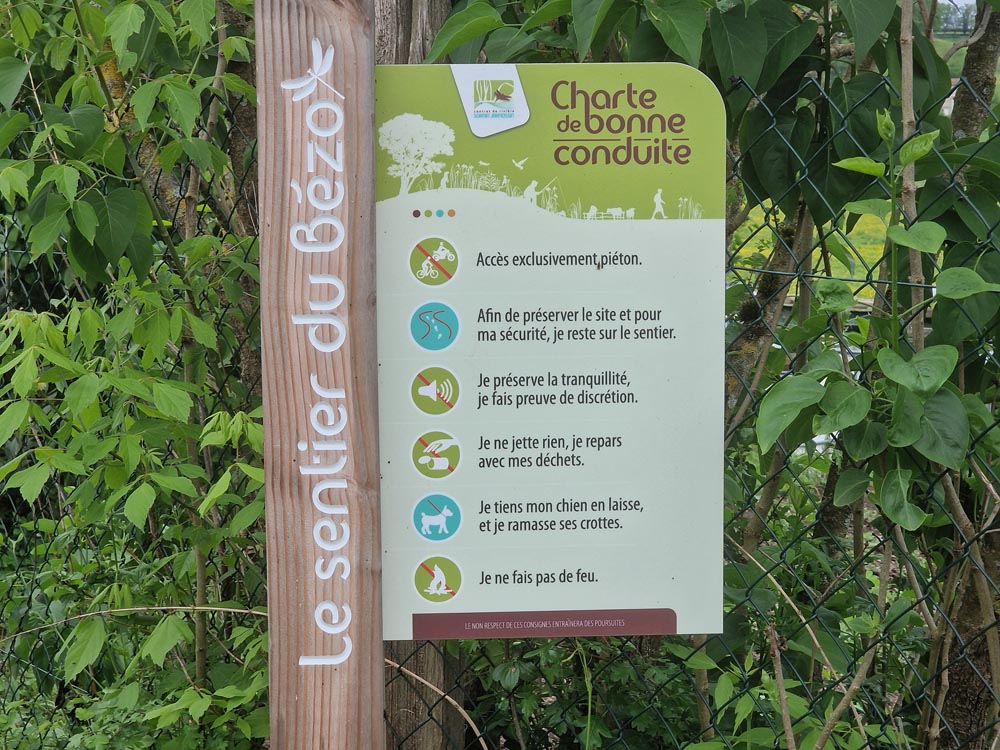 Le sentier du Bézo
Charte
de bonne
conduite
Accès exclusivement piéton.
Afin de préserver le site et pour
ma sécurité, je reste sur le sentier.
Je préserve la tranquillité,
je fais preuve de discrétion.
Je ne jette rien, je repars
avec mes déchets.
Je tiens mon chien en laisse,
et je ramasse ses crottes.
Je ne fais pas de feu.
LE NON RESPECT DE CES CONSIGNES ENTRAÎNERA DES POURSUITES